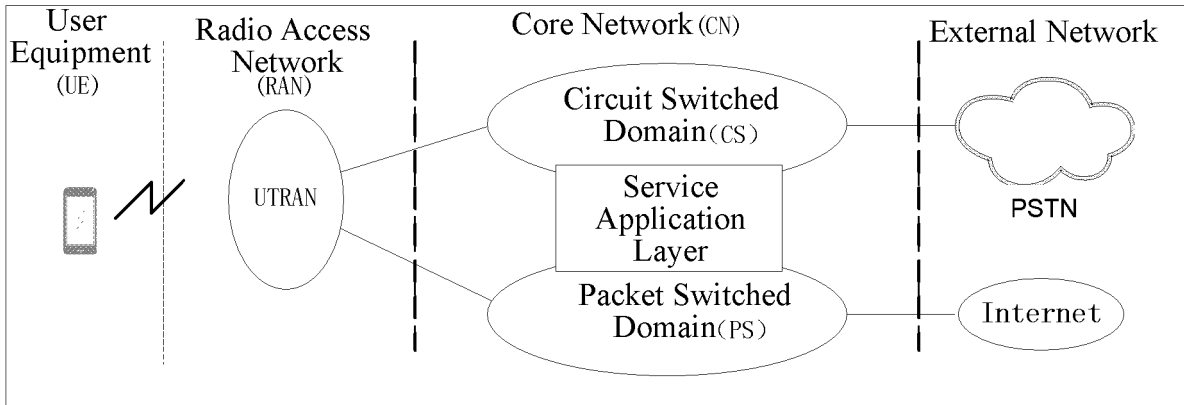 User
Equipment
(UE)
Radio Access
Network
(RAN)
Core Network(CN)
External Network
UTRAN
Circuit Switched
Domain(CS)
Service
Application
Layer
Packet Switched
Domain(PS)
PSTN
Internet